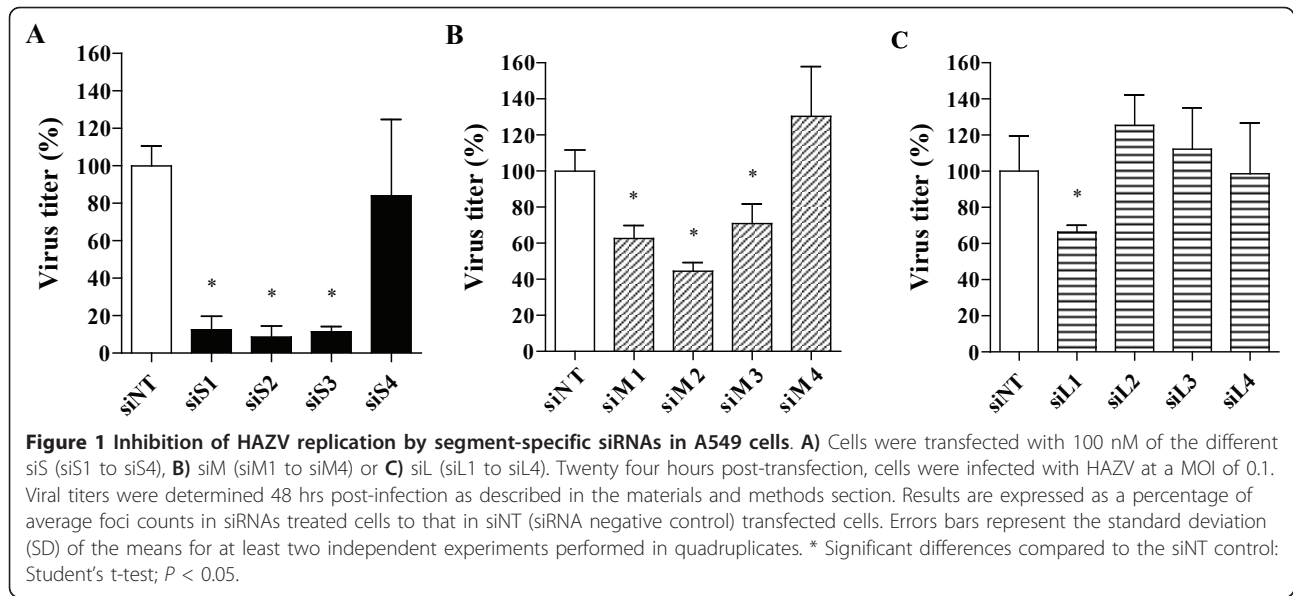 A
B
C
160
140
120
100
80
60
40
20
0
Virus titer (%)
*
*
*
siNT
siS1
siS2
siS3
siS4
160
140
120
100
80
60
40
20
0
Virus titer (%)
*
*
*
siNT
siM1
siM2
siM3
siM4
160
140
120
100
80
60
40
20
0
Virus titer (%)
*
siNT
siL1
siL2
siL3
siL4
Figure 1 Inhibition of HAZV replication by segment-specific siRNAs in A549 cells. A) Cells were transfected with 100 nM of the different
siS (siS1 to siS4), B) siM (siM1 to siM4) or C) siL (siL1 to siL4). Twenty four hours post-transfection, cells were infected with HAZV at a MOI of 0.1.
Viral titers were determined 48 hrs post-infection as described in the materials and methods section. Results are expressed as a percentage of
average foci counts in siRNAs treated cells to that in siNT (siRNA negative control) transfected cells. Errors bars represent the standard deviation
(SD) of the means for at least two independent experiments performed in quadruplicates. * Significant differences compared to the siNT control:
Student's t-test; P < 0.05.